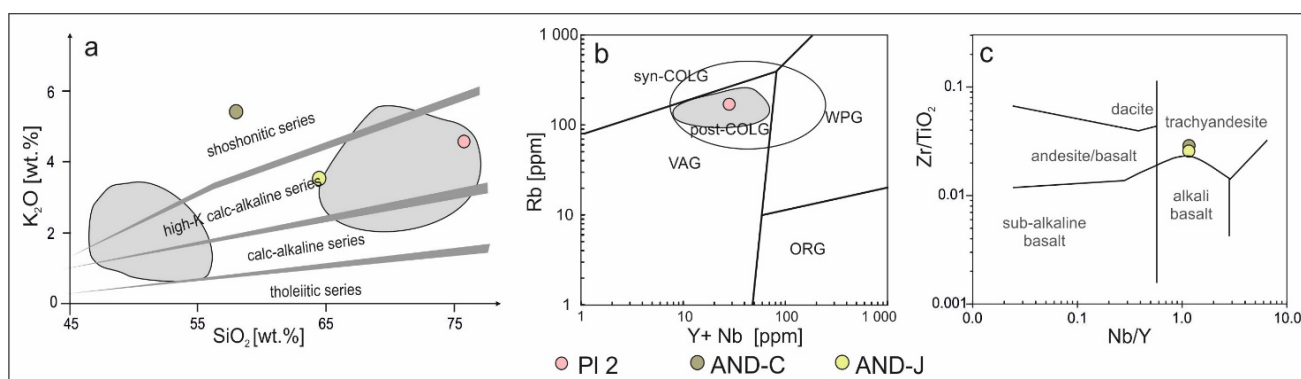 a
K₂O [wt.%]
6
4
2
0
shoshonitic series
high-K calc-alkaline series
calc-alkaline series
tholeiitic series
45
55
65
75
SiO₂ [wt.%]
b
Rb [ppm]
1 000
100
10
1
syn-COLG
post-COLG
WPG
VAG
ORG
1
10
100
1 000
Y+ Nb [ppm]
c
Zr/TiO₂
0.1
0.01
0.001
dacite
trachyandesite
andesite/basalt
alkali
basalt
sub-alkaline
basalt
0.0
0.1
1.0
10.0
Nb/Y
PI 2
AND-C
AND-J